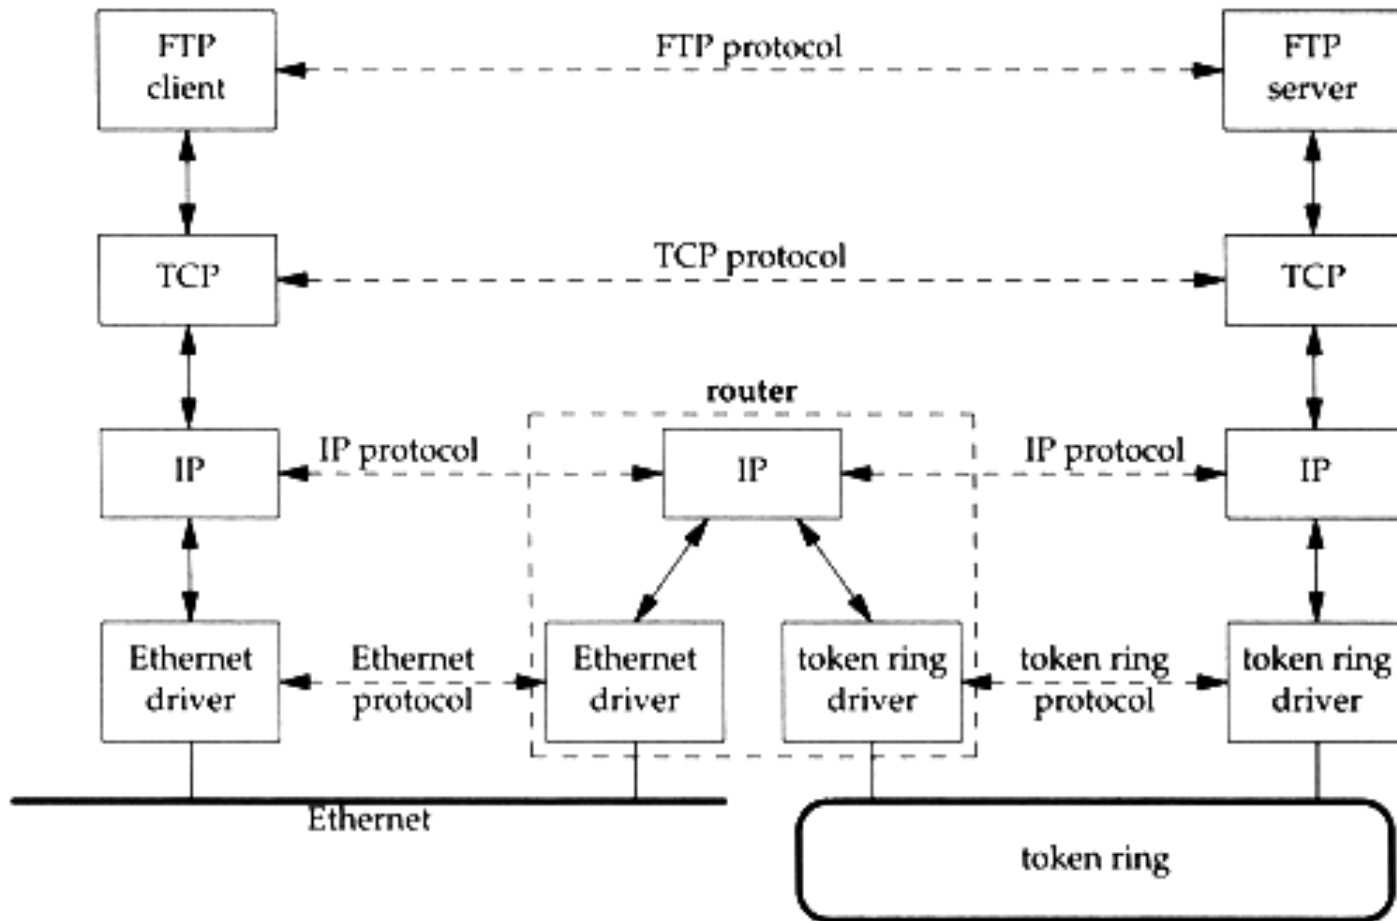 FTP
client
FTP protocol
FTP
server
TCP
TCP protocol
TCP
router
IP
IP protocol
IP
IP protocol
IP
Ethernet
driver
Ethernet
protocol
Ethernet
driver
token ring
driver
token ring
protocol
token ring
driver
Ethernet
token ring